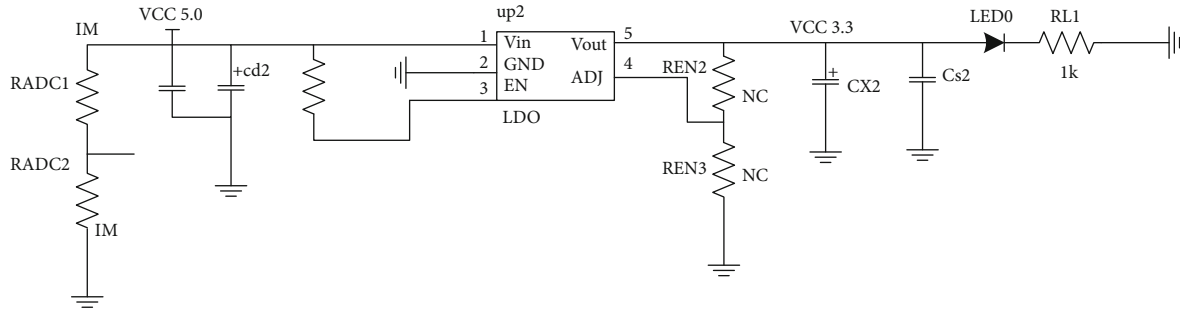 up2
VCC 5.0
IM
LED0
RL1
1
Vin
Vout
5
VCC 3.3
2
GND
ADJ
4
REN2
3
EN
RADC1
+cd2
NC
+
CX2
Cs2
1k
LDO
RADC2
REN3
NC
IM